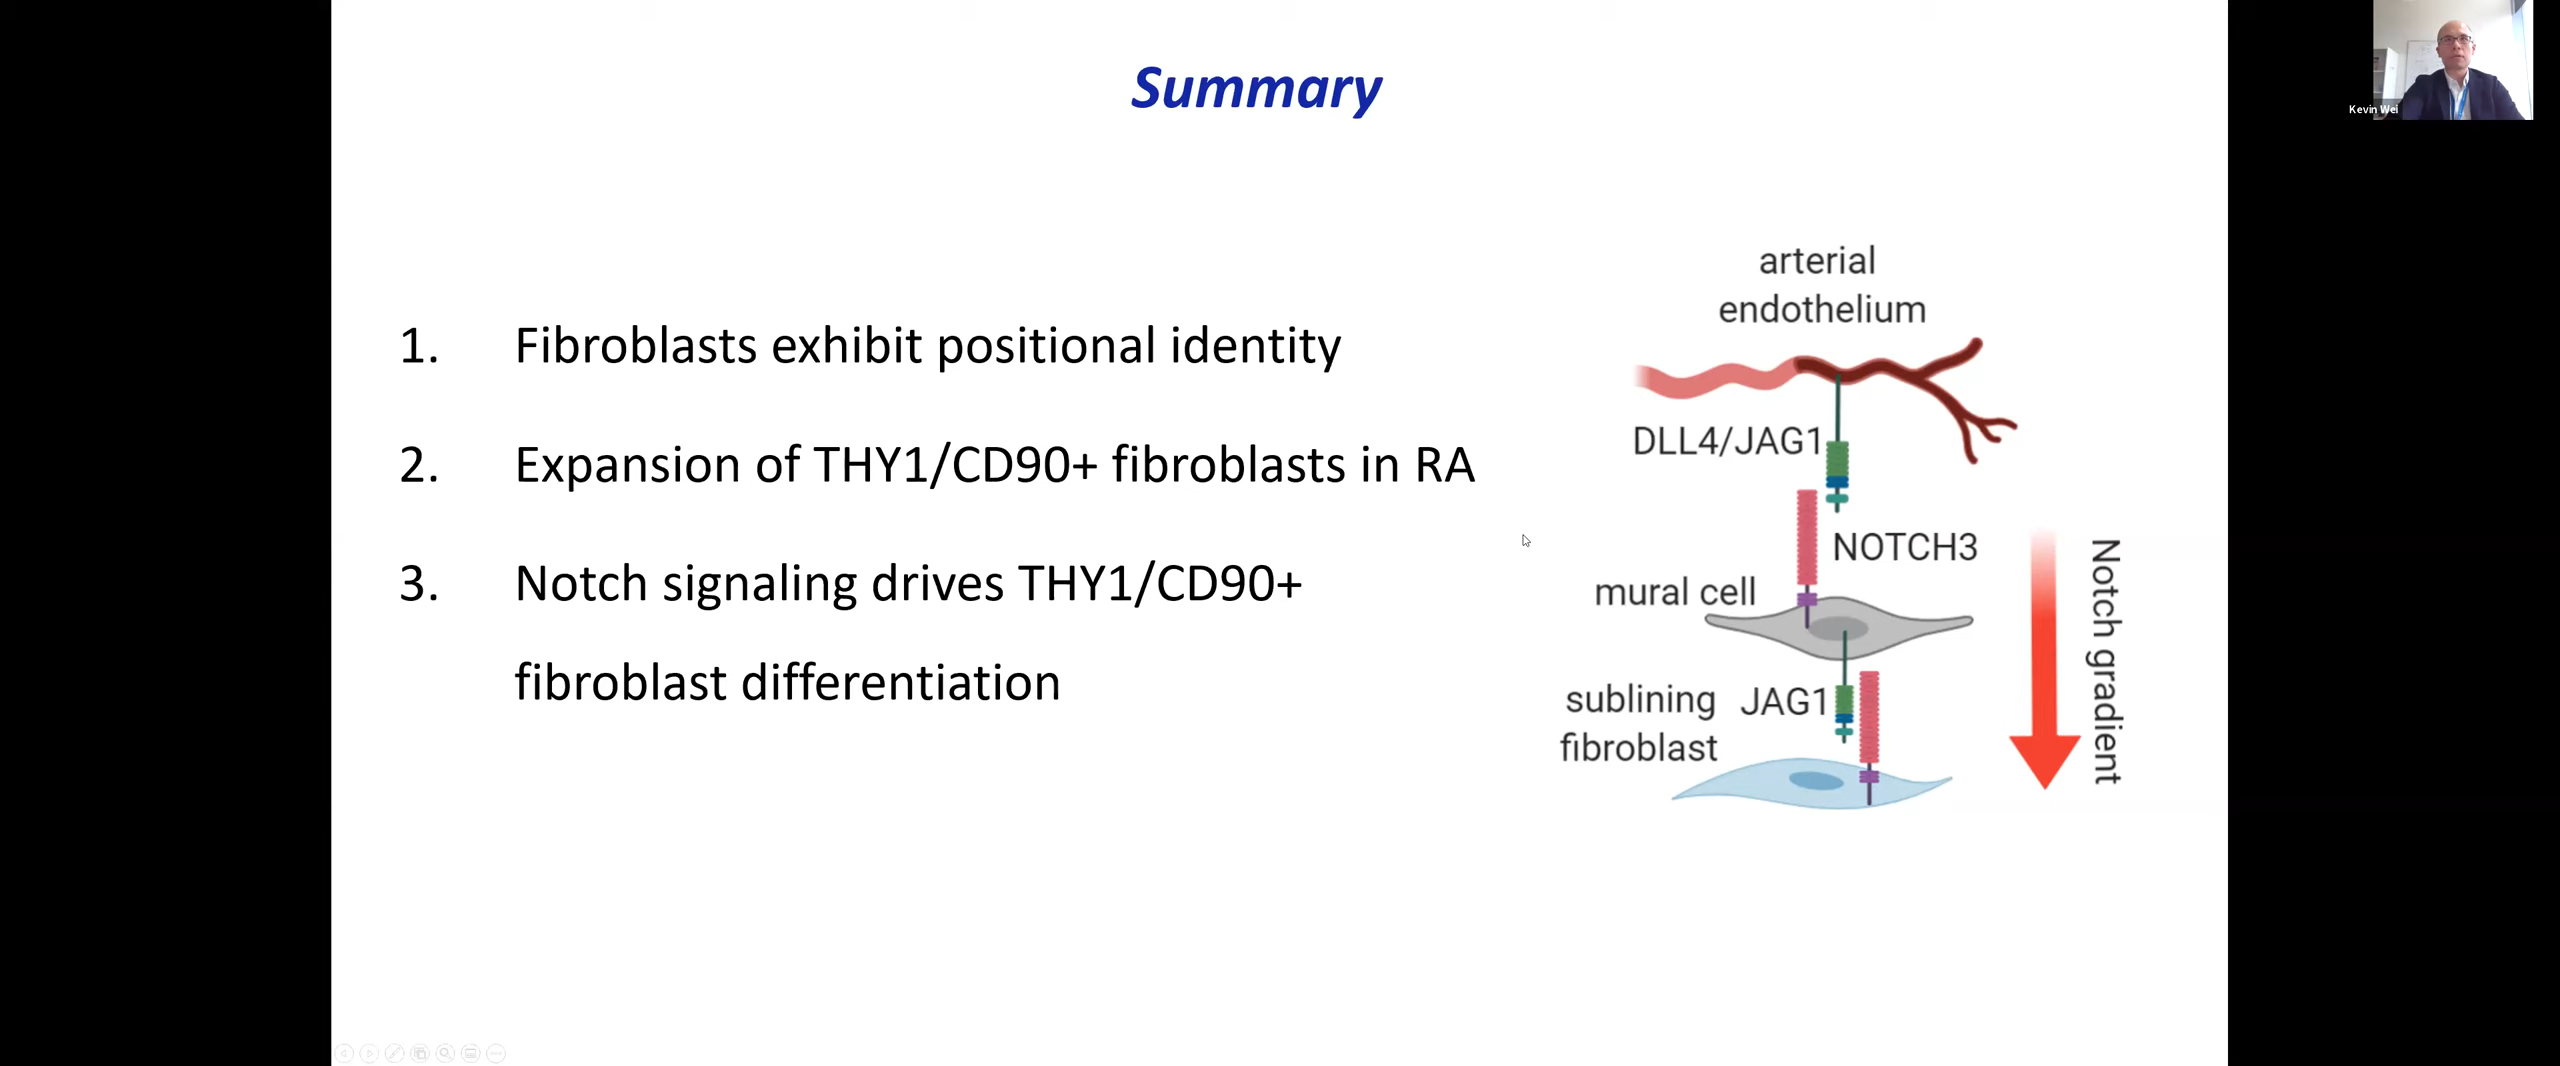 Summary
1. Fibroblasts exhibit positional identity
2. Expansion of THY1/CD90+ fibroblasts in RA
3. Notch signaling drives THY1/CD90+
fibroblast differentiation
arterial
endothelium
DLL4/JAG1
NOTCH3
mural cell
sublining
fibroblast
JAG1
Notch gradient
Kevin Wei